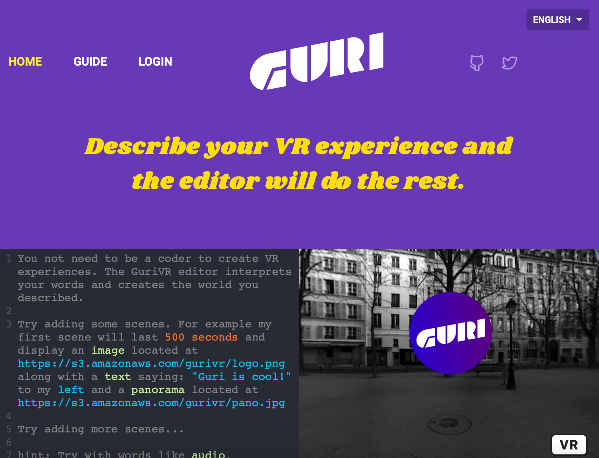 ENGLISH
HOME GUIDE LOGIN
GURI
Describe your VR experience and
the editor will do the rest.
1 You not need to be a coder to create VR
experiences. The GuriVR editor interprets
your words and creates the world you
described.
2
3 Try adding some scenes. For example my
first scene will last 500 seconds and
display an image located at
https://s3.amazonaws.com/gurivr/logo.png
along with a text saying: "Guri is cool!"
to my left and a panorama located at
https://s3.amazonaws.com/gurivr/pano.jpg
4
5 Try adding more scenes...
6
7 hint: Try with words like audio,
GURI
VR